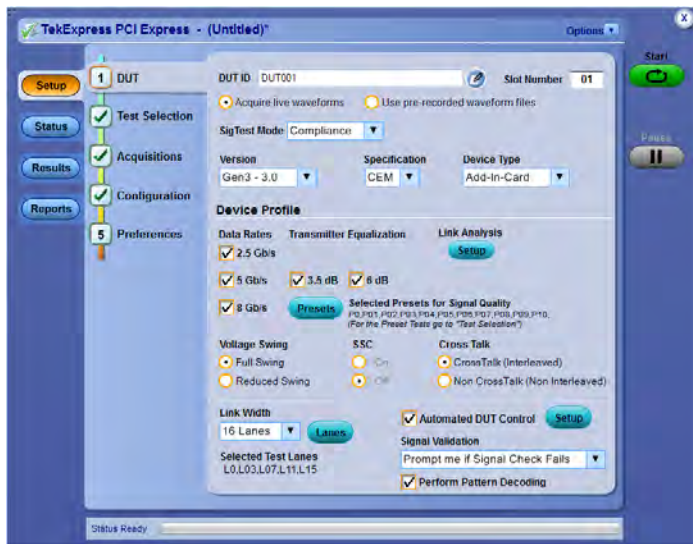 TekExpress PCI Express - (Untitled)*
Options
X
Start
Pause
Setup
Status
Results
Reports
1 DUT
Test Selection
Acquisitions
Configuration
5 Preferences
DUT ID DUT001 Slot Number 01
Acquire live waveforms Use pre-recorded waveform files
SigTest Mode Compliance
Version Specification Device Type
Gen3 - 3.0 CEM Add-In-Card
Device Profile
Data Rates Transmitter Equalization Link Analysis
2.5 Gb/s Setup
5 Gb/s 3.5 dB 6 dB
8 Gb/s Presets Selected Presets for Signal Quality
P0,P01,P02,P03,P04,P05,P06,P07,P08,P09,P10,
(For the Preset Tests go to "Test Selection")
Voltage Swing SSC Cross Talk
Full Swing On CrossTalk (Interleaved)
Reduced Swing Off Non CrossTalk (Non Interleaved)
Link Width
16 Lanes Lanes
Automated DUT Control Setup
Signal Validation
Prompt me if Signal Check Fails
Selected Test Lanes
L0,L03,L07,L11,L15
Perform Pattern Decoding
Status Ready